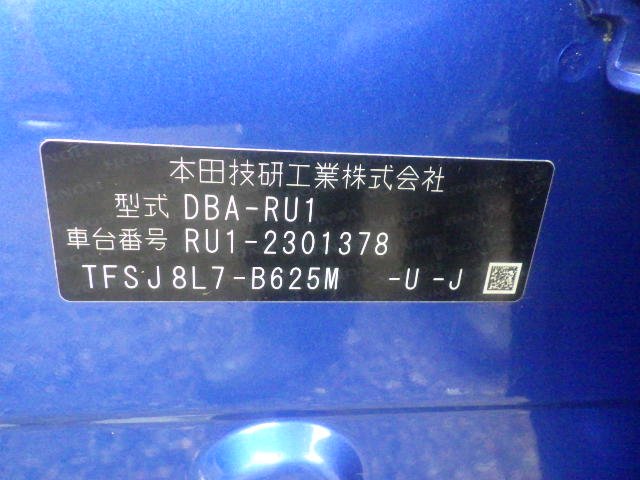 本田技研工業株式会社
型式 DBA-RU1
車台番号 RU1-2301378
TFSJ8L7-B625M -U -J